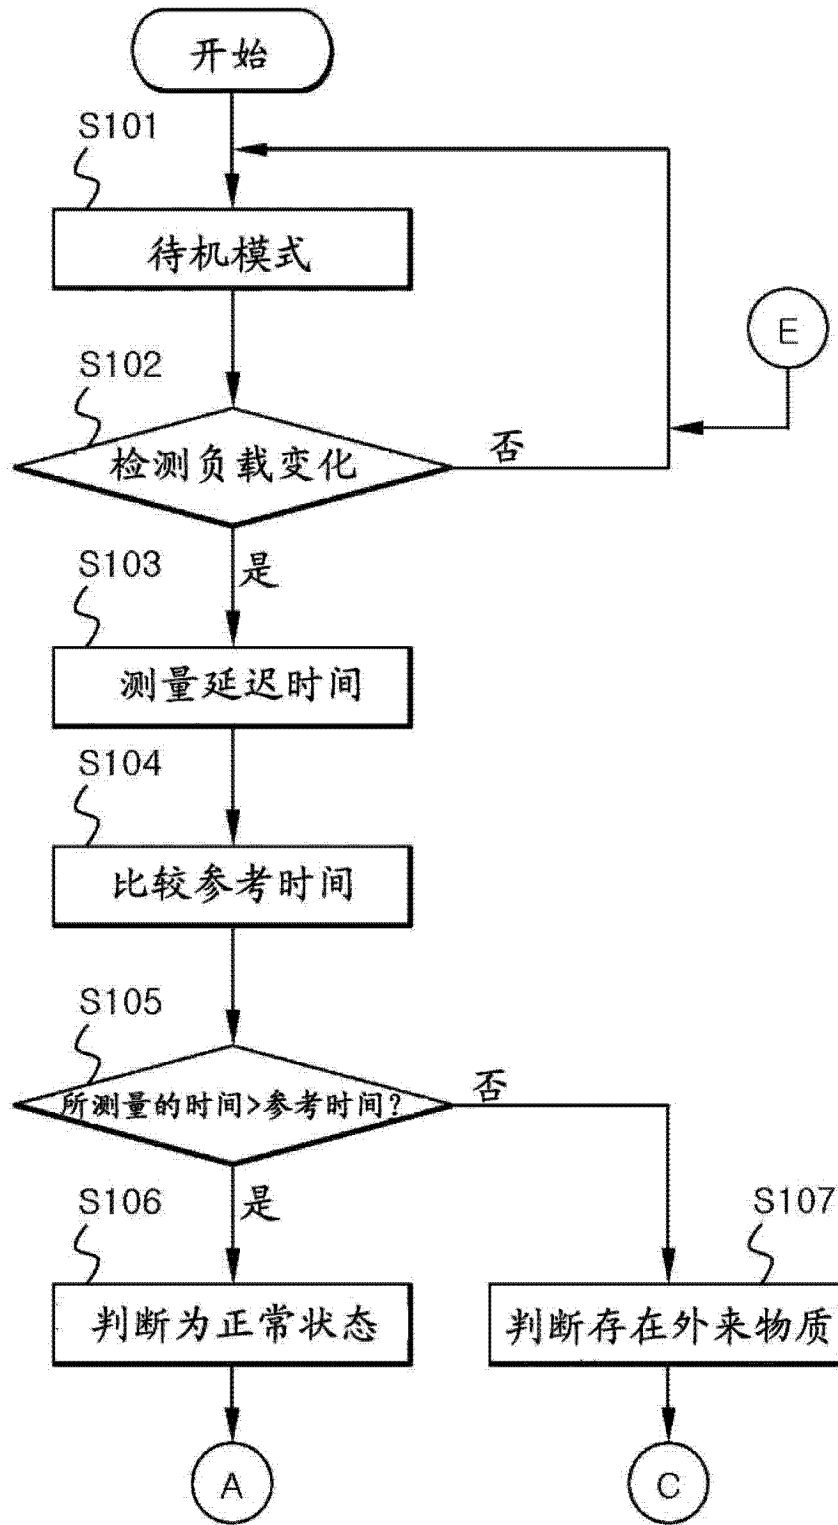 开始
S101
待机模式
E
S102
检测负载变化
否
是
S103
测量延迟时间
S104
比较参考时间
S105
所测量的时间>参考时间?
否
是
S106
判断为正常状态
S107
判断存在外来物质
A
C